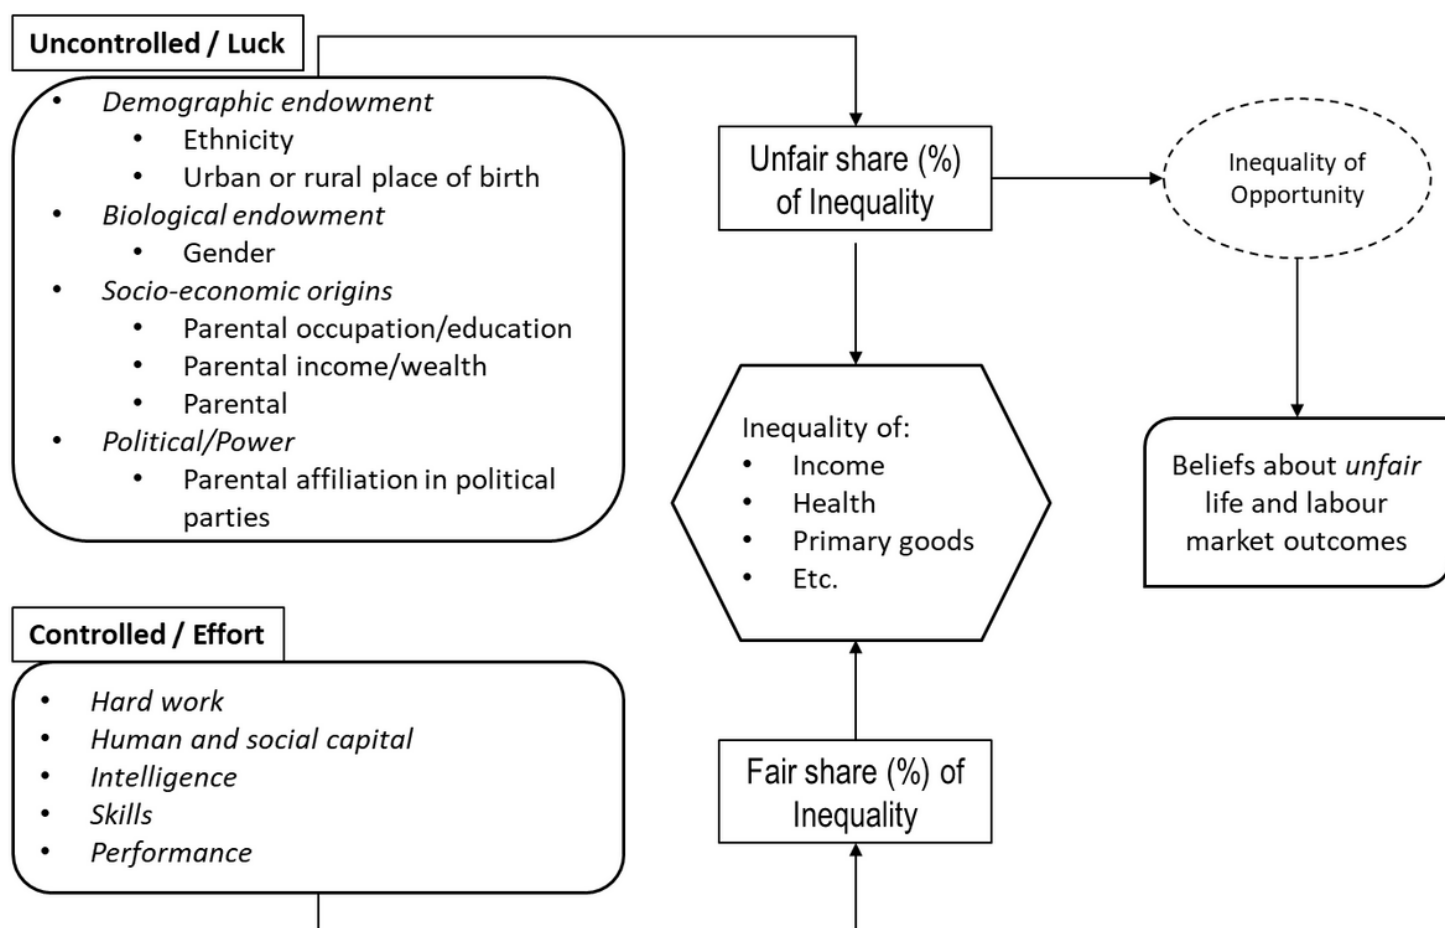 Uncontrolled / Luck
• Demographic endowment
• Ethnicity
• Urban or rural place of birth
• Biological endowment
• Gender
• Socio-economic origins
• Parental occupation/education
• Parental income/wealth
• Parental
• Political/Power
• Parental affiliation in political
parties
Controlled / Effort
• Hard work
• Human and social capital
• Intelligence
• Skills
• Performance
Unfair share (%)
of Inequality
Inequality of:
• Income
• Health
• Primary goods
• Etc.
Fair share (%) of
Inequality
Inequality of
Opportunity
Beliefs about unfair
life and labour
market outcomes